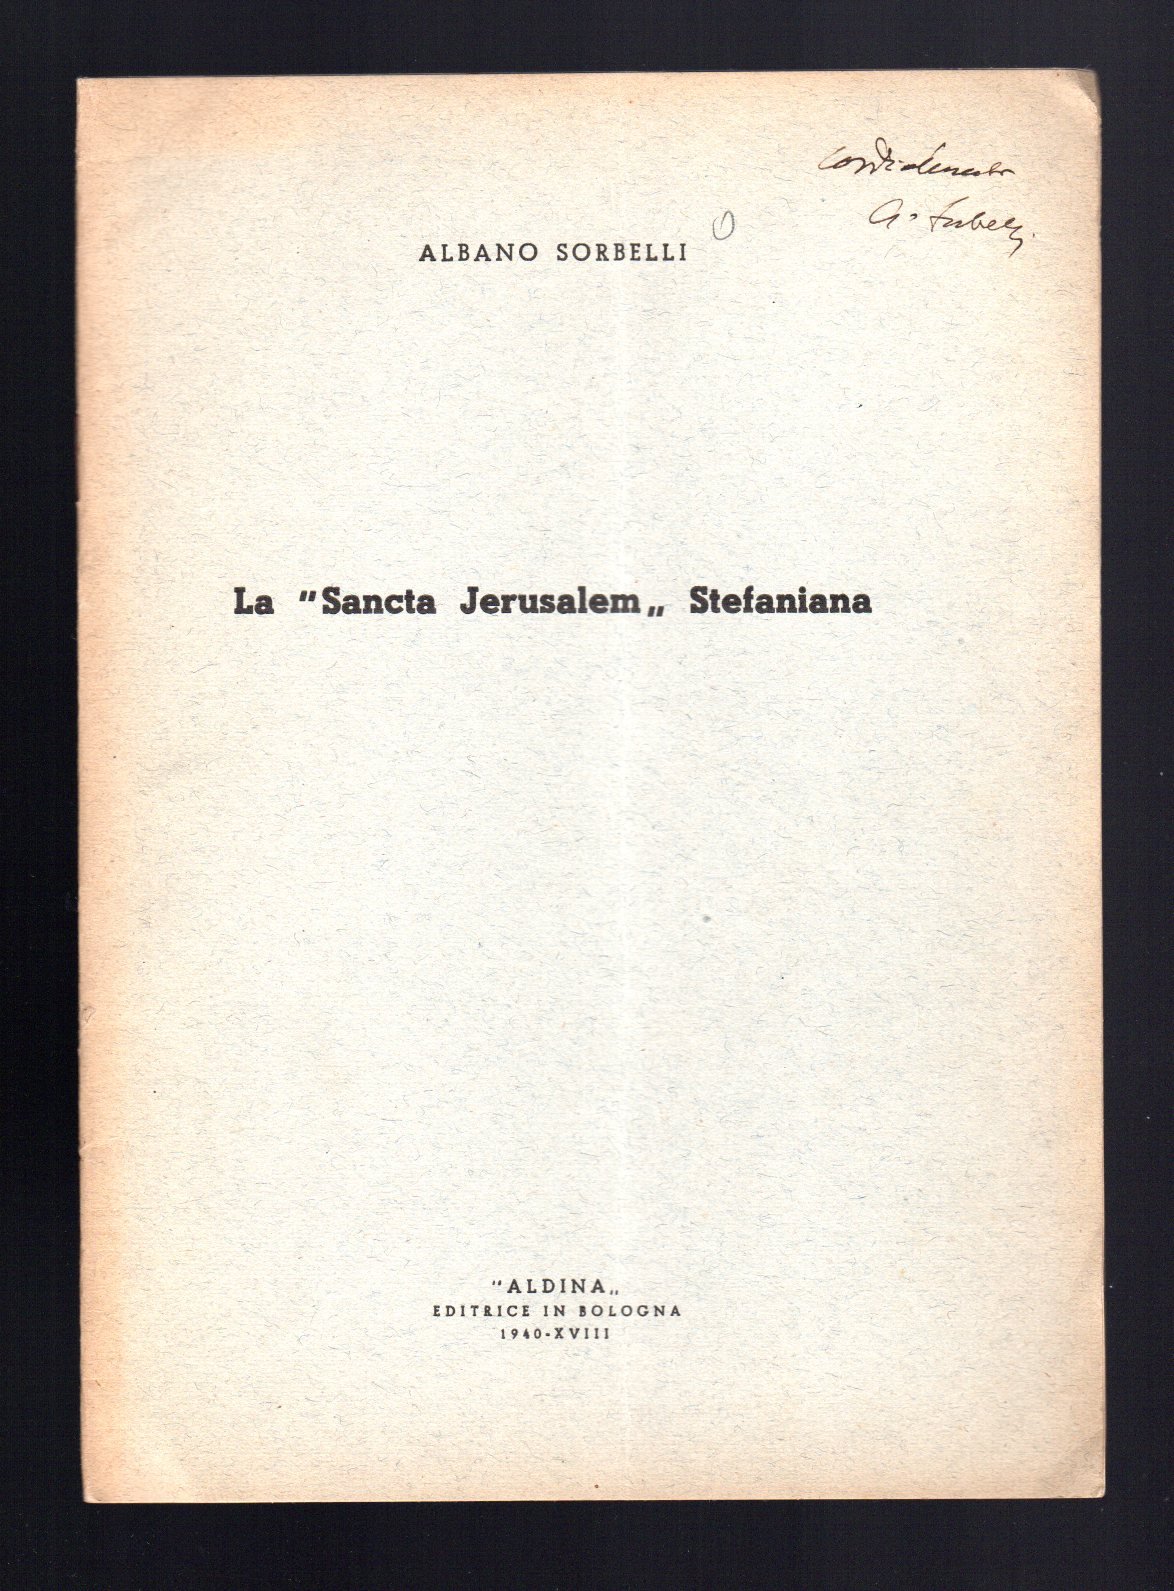 cordialmente
A. Sorbelli
ALBANO SORBELLI
La "Sancta Jerusalem„ Stefaniana
"ALDINA„
EDITRICE IN BOLOGNA
1940-XVIII